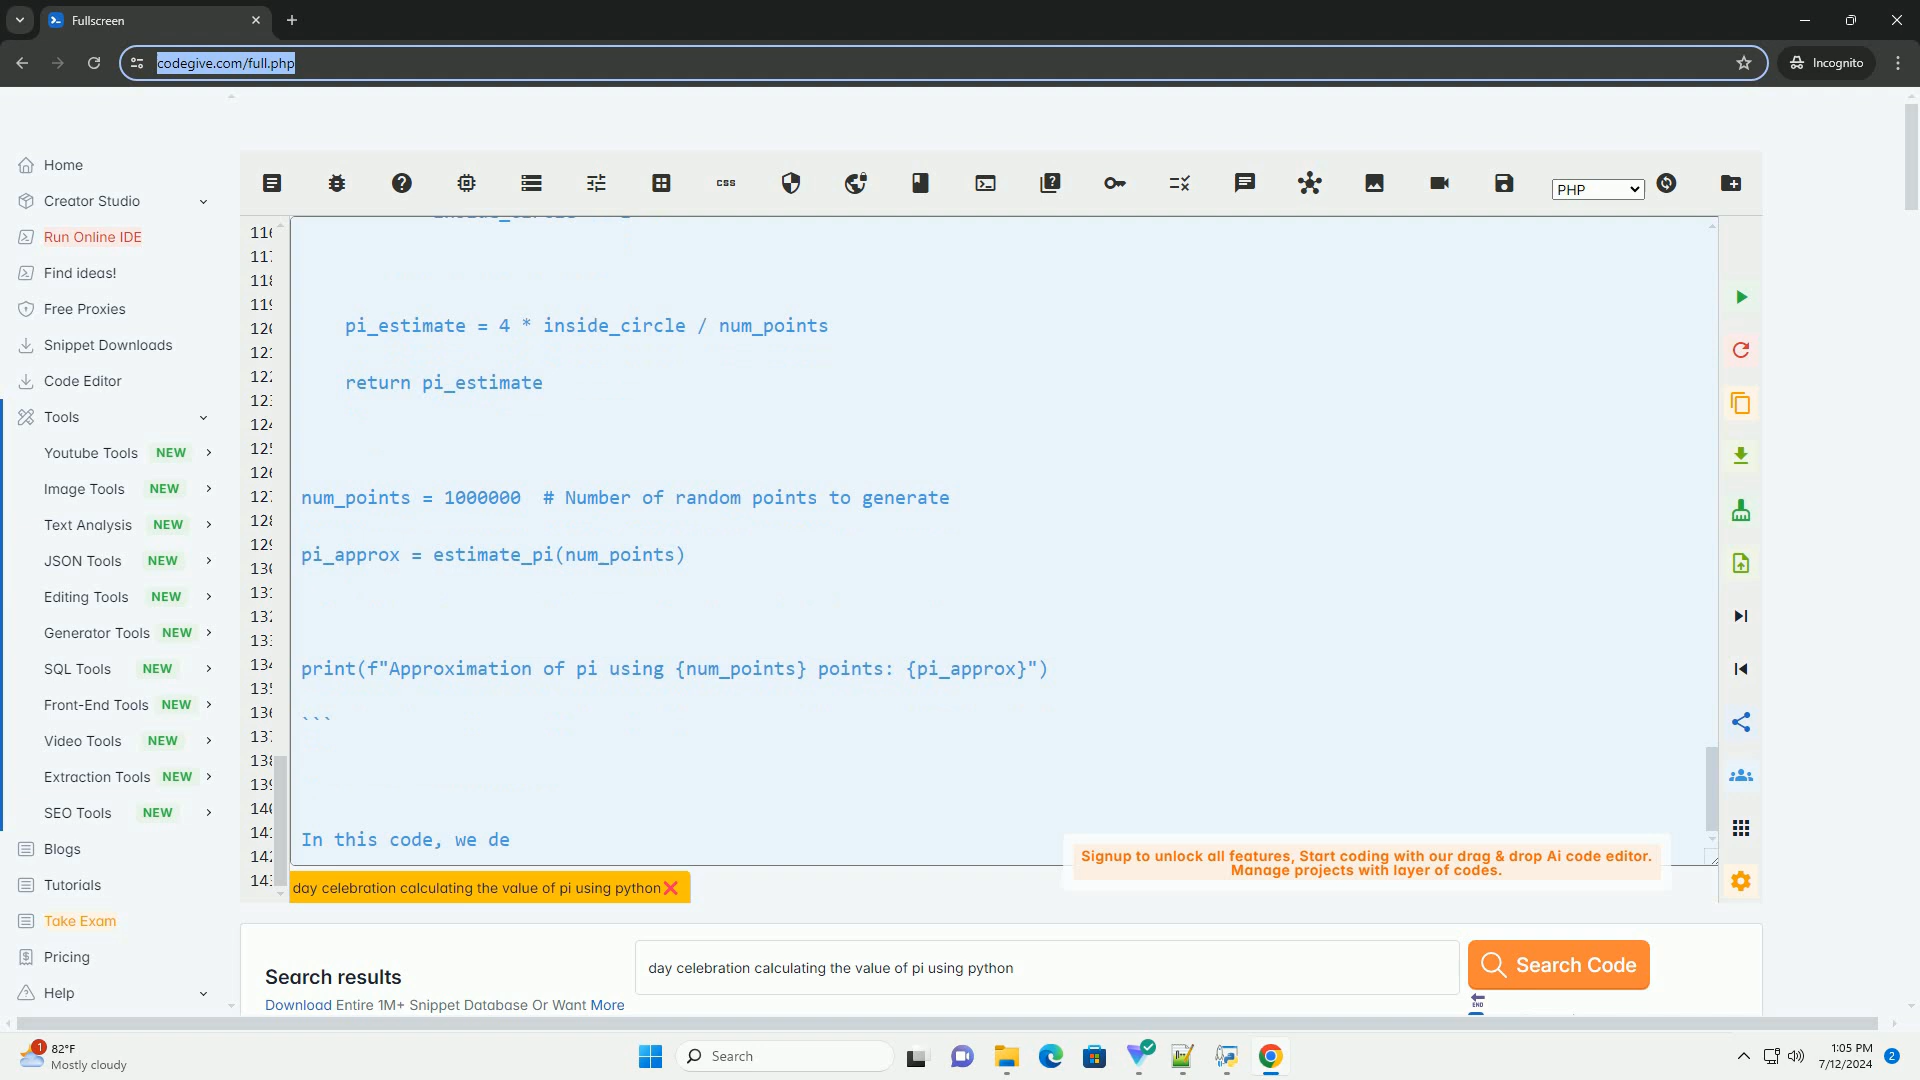 Fullscreen
codegive.com/full.php
Incognito
Home
Creator Studio
Run Online IDE
Find ideas!
Free Proxies
Snippet Downloads
Code Editor
Tools
Youtube Tools NEW
Image Tools NEW
Text Analysis NEW
JSON Tools NEW
Editing Tools NEW
Generator Tools NEW
SQL Tools NEW
Front-End Tools NEW
Video Tools NEW
Extraction Tools NEW
SEO Tools NEW
Blogs
Tutorials
Take Exam
Pricing
Help
css
PHP
pi_estimate = 4 * inside_circle / num_points
return pi_estimate
num_points = 1000000  # Number of random points to generate
pi_approx = estimate_pi(num_points)
print(f"Approximation of pi using {num_points} points: {pi_approx}")
```
In this code, we de
Signup to unlock all features, Start coding with our drag & drop Ai code editor.
Manage projects with layer of codes.
day celebration calculating the value of pi using python
Search results
Download Entire 1M+ Snippet Database Or Want More
day celebration calculating the value of pi using python
Search Code
END
1
82°F
Mostly cloudy
Search
1:05 PM
7/12/2024
2